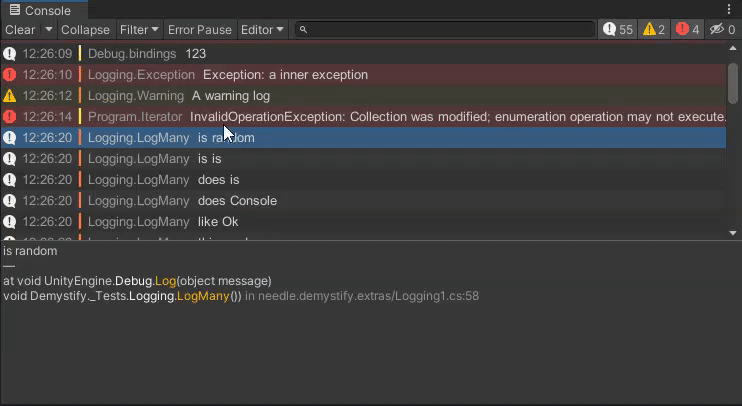 Console
Clear Collapse Filter Error Pause Editor 55 2 4 0
12:26:09 Debug.bindings 123
12:26:10 Logging.Exception Exception: a inner exception
12:26:12 Logging.Warning A warning log
12:26:14 Program.Iterator InvalidOperationException: Collection was modified; enumeration operation may not execute.
12:26:20 Logging.LogMany is random
12:26:20 Logging.LogMany is is
12:26:20 Logging.LogMany does is
12:26:20 Logging.LogMany does Console
12:26:20 Logging.LogMany like Ok
is random
—
at void UnityEngine.Debug.Log(object message)
void Demystify._Tests.Logging.LogMany()) in needle.demystify.extras/Logging1.cs:58